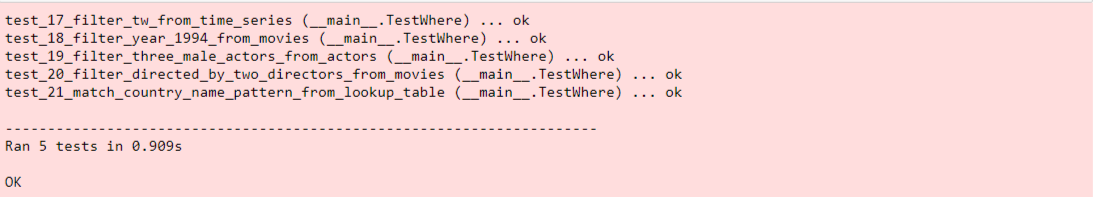 test_17_filter_tw_from_time_series (__main__.TestWhere) ... ok
test_18_filter_year_1994_from_movies (__main__.TestWhere) ... ok
test_19_filter_three_male_actors_from_actors (__main__.TestWhere) ... ok
test_20_filter_directed_by_two_directors_from_movies (__main__.TestWhere) ... ok
test_21_match_country_name_pattern_from_lookup_table (__main__.TestWhere) ... ok
----------------------------------------------------------------------
Ran 5 tests in 0.909s
OK